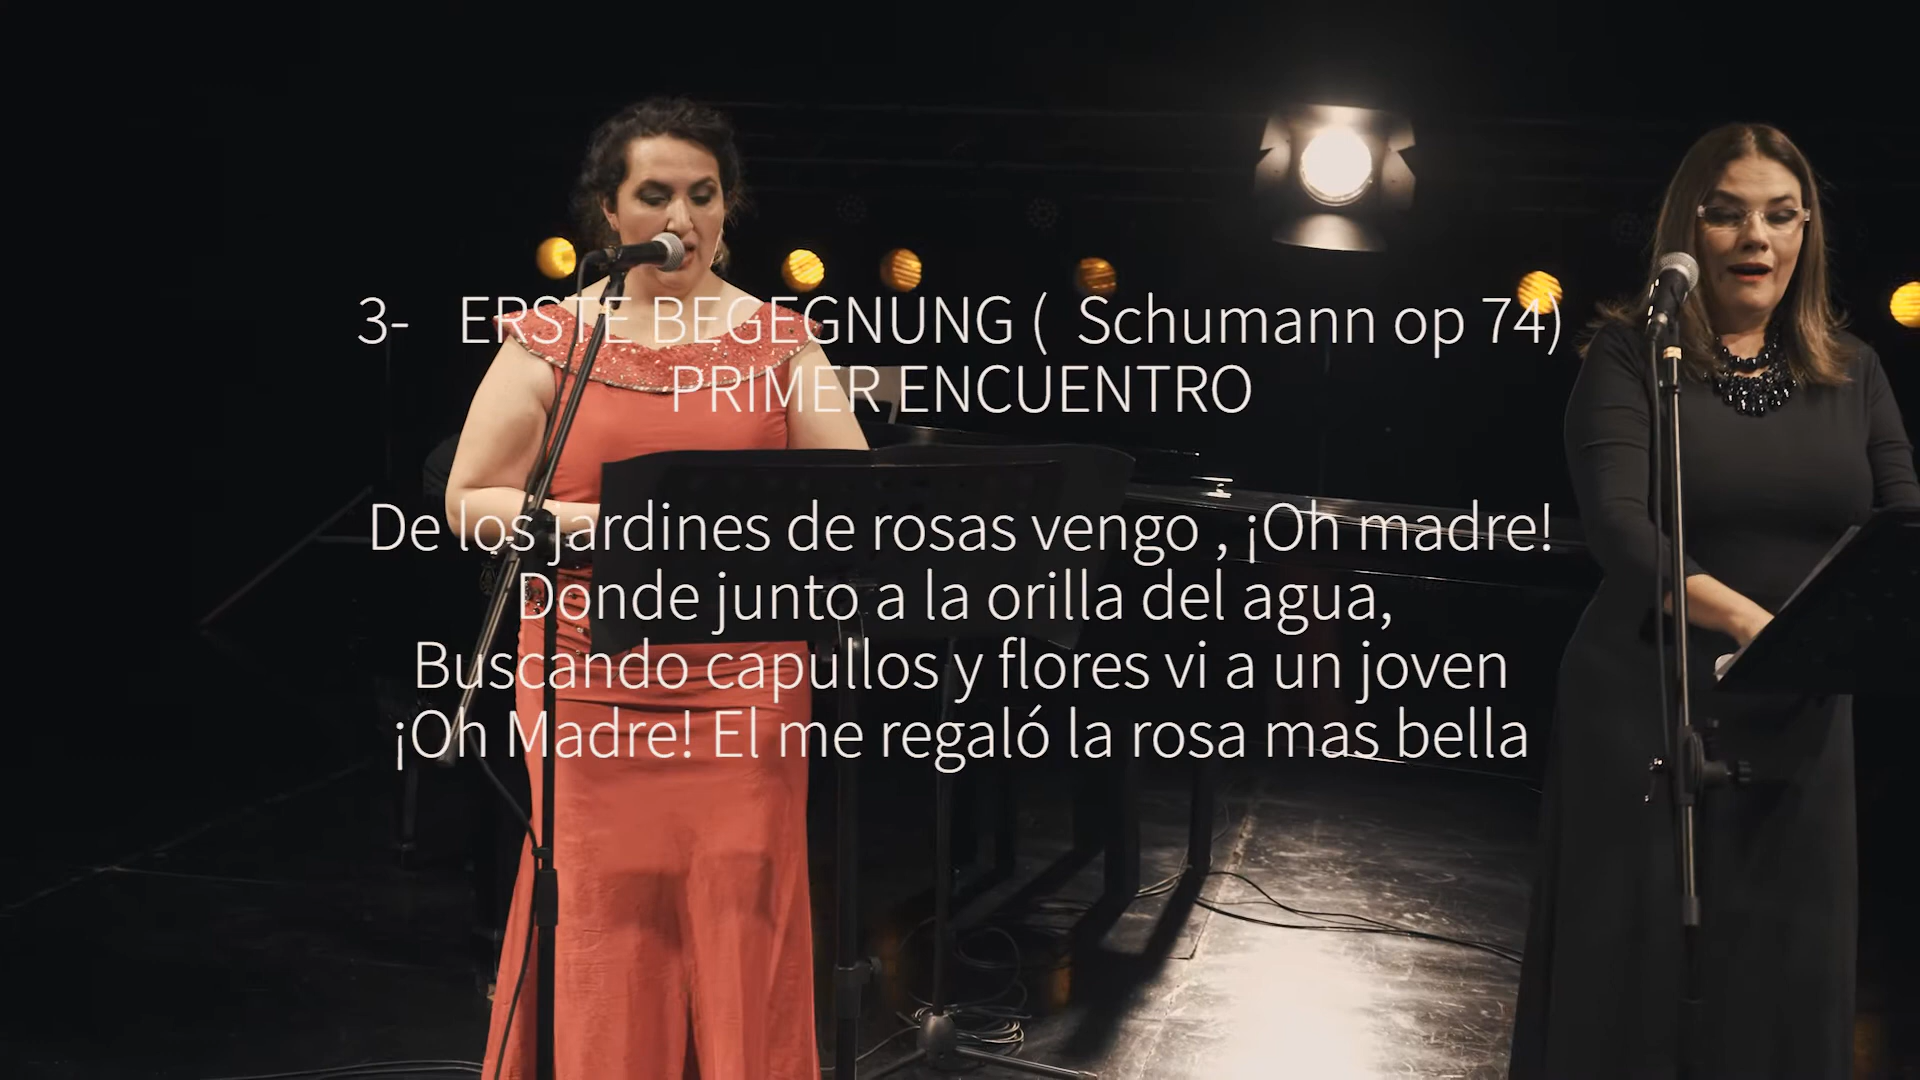 3- ERSTE BEGEGNUNG ( Schumann op 74)
PRIMER ENCUENTRO
De los jardines de rosas vengo , ¡Oh madre!
Donde junto a la orilla del agua,
Buscando capullos y flores vi a un joven
¡Oh Madre! El me regaló la rosa mas bella